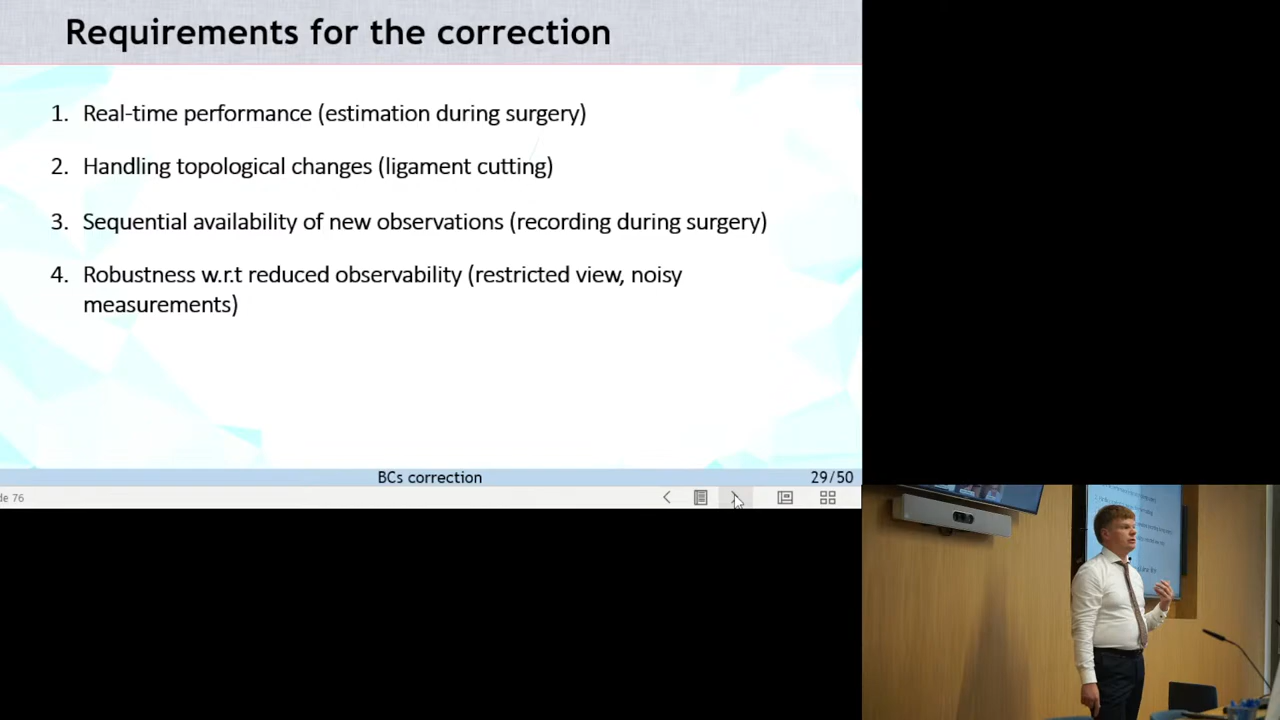 Requirements for the correction
1. Real-time performance (estimation during surgery)
2. Handling topological changes (ligament cutting)
3. Sequential availability of new observations (recording during surgery)
4. Robustness w.r.t reduced observability (restricted view, noisy
measurements)
BCs correction
29/50
de 76